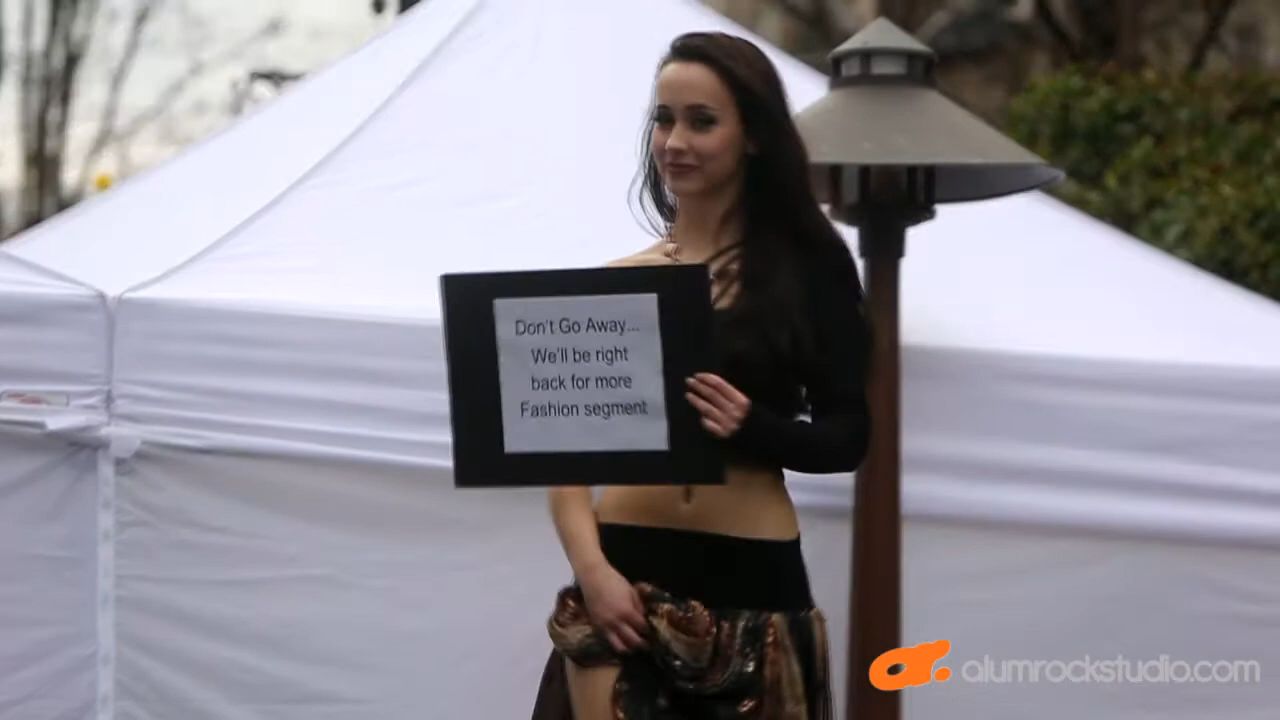 Don't Go Away...
We'll be right
back for more
Fashion segment
alumrockstudio.com